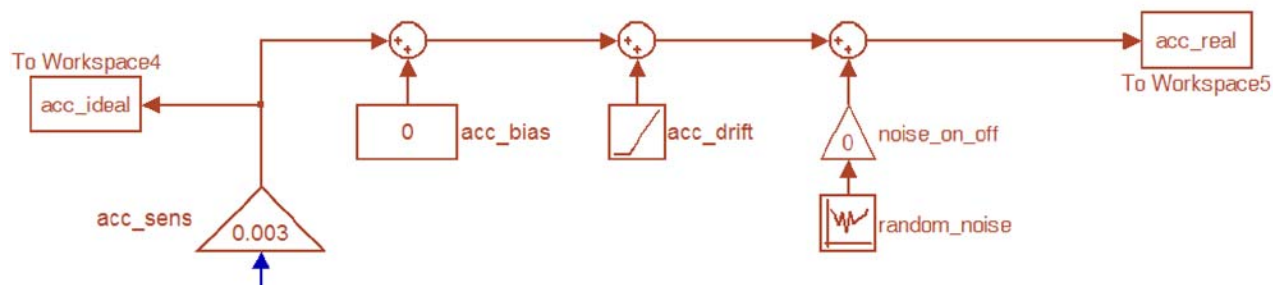 To Workspace4
acc_ideal
acc_sens
0.003
+
+
0
acc_bias
+
+
acc_drift
+
+
0
noise_on_off
random_noise
acc_real
To Workspace5